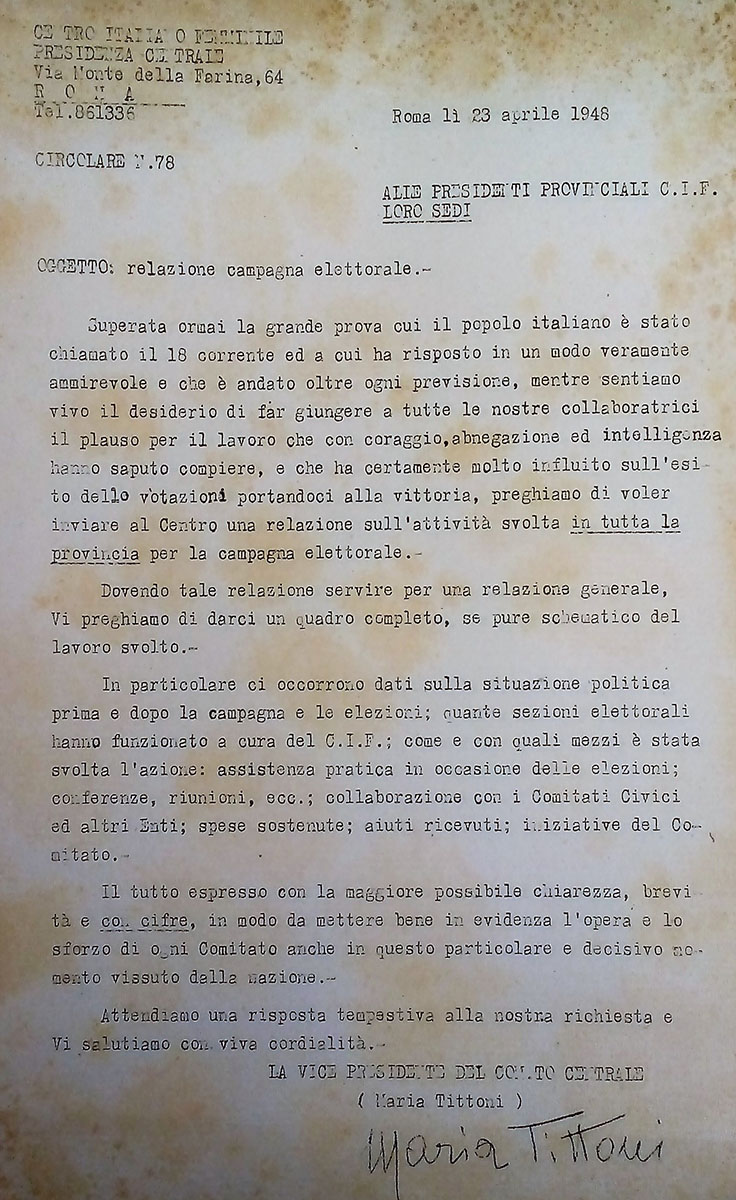 CENTRO ITALIANO FEMMINILE
PRESIDENZA CENTRALE
Via Monte della Farina,64
R O M A
Tel.861336
Roma lì 23 aprile 1948
CIRCOLARE N.78
ALLE PRESIDENTI PROVINCIALI C.I.F.
LORO SEDI
OGGETTO: relazione campagna elettorale.-
Superata ormai la grande prova cui il popolo italiano è stato
chiamato il 18 corrente ed a cui ha risposto in un modo veramente
ammirevole e che è andato oltre ogni previsione, mentre sentiamo
vivo il desiderio di far giungere a tutte le nostre collaboratrici
il plauso per il lavoro che con coraggio,abnegazione ed intelligenza
hanno saputo compiere, e che ha certamente molto influito sull'esi-
to dello votazioni portandoci alla vittoria, preghiamo di voler
inviare al Centro una relazione sull'attività svolta in tutta la
provincia per la campagna elettorale.-
Dovendo tale relazione servire per una relazione generale,
Vi preghiamo di darci un quadro completo, se pure schematico del
lavoro svolto.-
In particolare ci occorrono dati sulla situazione politica
prima e dopo la campagna e le elezioni; quante sezioni elettorali
hanno funzionato a cura del C.I.F.; come e con quali mezzi è stata
svolta l'azione: assistenza pratica in occasione delle elezioni;
conferenze, riunioni, ecc.; collaborazione con i Comitati Civici
ed altri Enti; spese sostenute; aiuti ricevuti; iniziative del Co-
mitato.-
Il tutto espresso con la maggiore possibile chiarezza, brevi-
tà e con cifre, in modo da mettere bene in evidenza l'opera e lo
sforzo di ogni Comitato anche in questo particolare e decisivo mo-
mento vissuto dalla nazione.-
Attendiamo una risposta tempestiva alla nostra richiesta e
Vi salutiamo con viva cordialità.-
LA VICE PRESIDENTE DEL COM.TO CENTRALE
( Maria Tittoni )
Maria Tittoni